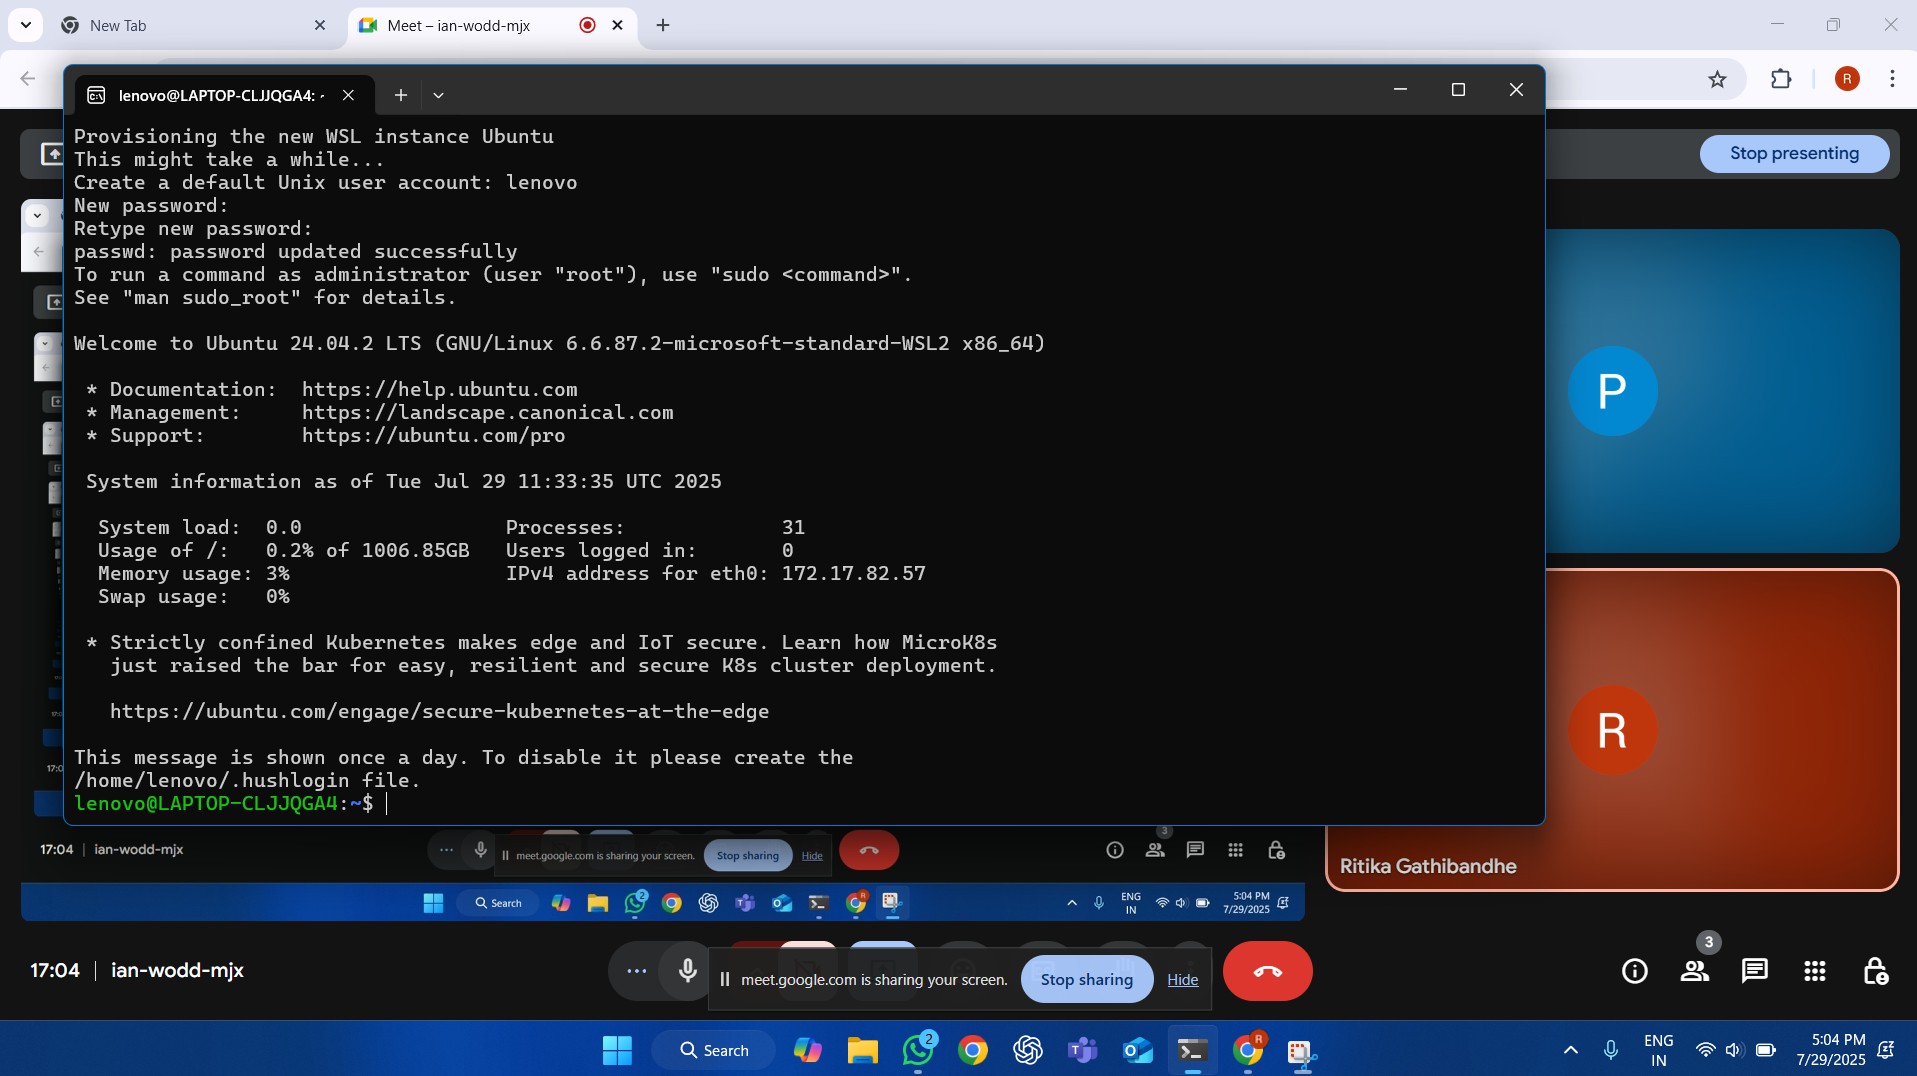 New Tab
Meet – ian-wodd-mjx
R
lenovo@LAPTOP-CLJJQGA4: ~
Provisioning the new WSL instance Ubuntu
This might take a while...
Create a default Unix user account: lenovo
New password:
Retype new password:
passwd: password updated successfully
To run a command as administrator (user "root"), use "sudo <command>".
See "man sudo_root" for details.
Welcome to Ubuntu 24.04.2 LTS (GNU/Linux 6.6.87.2-microsoft-standard-WSL2 x86_64)
* Documentation:  https://help.ubuntu.com
* Management:     https://landscape.canonical.com
* Support:        https://ubuntu.com/pro
System information as of Tue Jul 29 11:33:35 UTC 2025
System load:  0.0                 Processes:             31
Usage of /:   0.2% of 1006.85GB   Users logged in:       0
Memory usage: 3%                  IPv4 address for eth0: 172.17.82.57
Swap usage:   0%
* Strictly confined Kubernetes makes edge and IoT secure. Learn how MicroK8s
just raised the bar for easy, resilient and secure K8s cluster deployment.
https://ubuntu.com/engage/secure-kubernetes-at-the-edge
This message is shown once a day. To disable it please create the
/home/lenovo/.hushlogin file.
lenovo@LAPTOP-CLJJQGA4:~$
Stop presenting
P
R
Ritika Gathibandhe
17:04 | ian-wodd-mjx
meet.google.com is sharing your screen.
Stop sharing
Hide
3
Search
2
ENG
IN
5:04 PM
7/29/2025
17:04 | ian-wodd-mjx
meet.google.com is sharing your screen.
Stop sharing
Hide
3
Search
2
R
ENG
IN
5:04 PM
7/29/2025